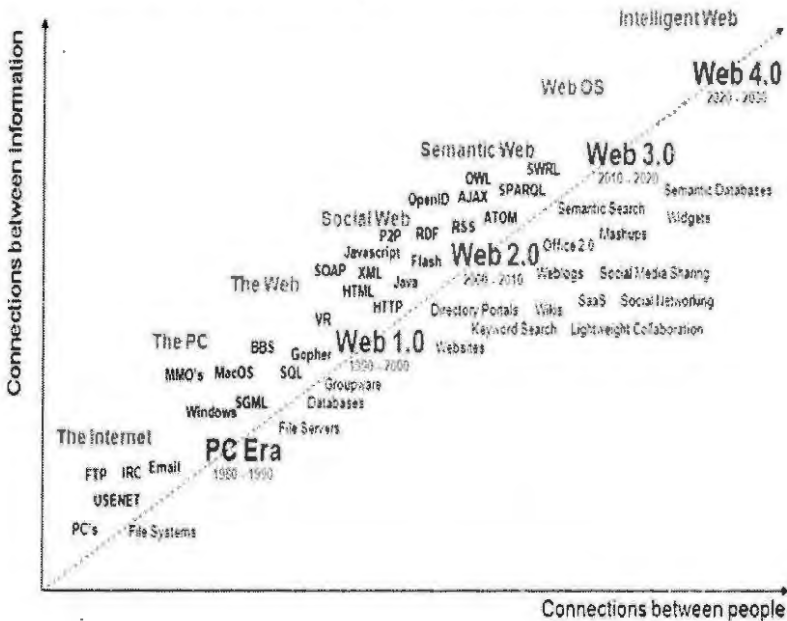 Intelligent Web
Web 4.0
2020 - 2030
Web OS
Connections between information
Semantic Web
SWRL
Web 3.0
2010 - 2020
OWL
OpenID
AJAX
SPARQL
Semantic Databases
Semantic Search
Widgets
Social Web
ATOM
P2P
RDF
RSS
Mashups
Office 2.0
Javascript
Flash
Web 2.0
2000 - 2010
The Web
SOAP
XML
Java
Weblogs
Social Media Sharing
HTML
HTTP
Directory Portals
Wikis
SaaS
Social Networking
VR
Keyword Search
Lightweight Collaboration
The PC
BBS
Gopher
Web 1.0
1990 - 2000
Websites
MMO's
MacOS
SQL
Groupware
Windows
SGML
Databases
File Servers
The Internet
PC Era
1980 - 1990
FTP
IRC
Email
USENET
PC's
File Systems
Connections between people